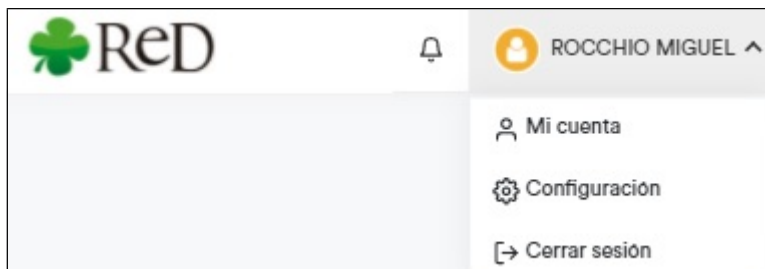 ReD
ROCCHIO MIGUEL
Mi cuenta
Configuración
Cerrar sesión